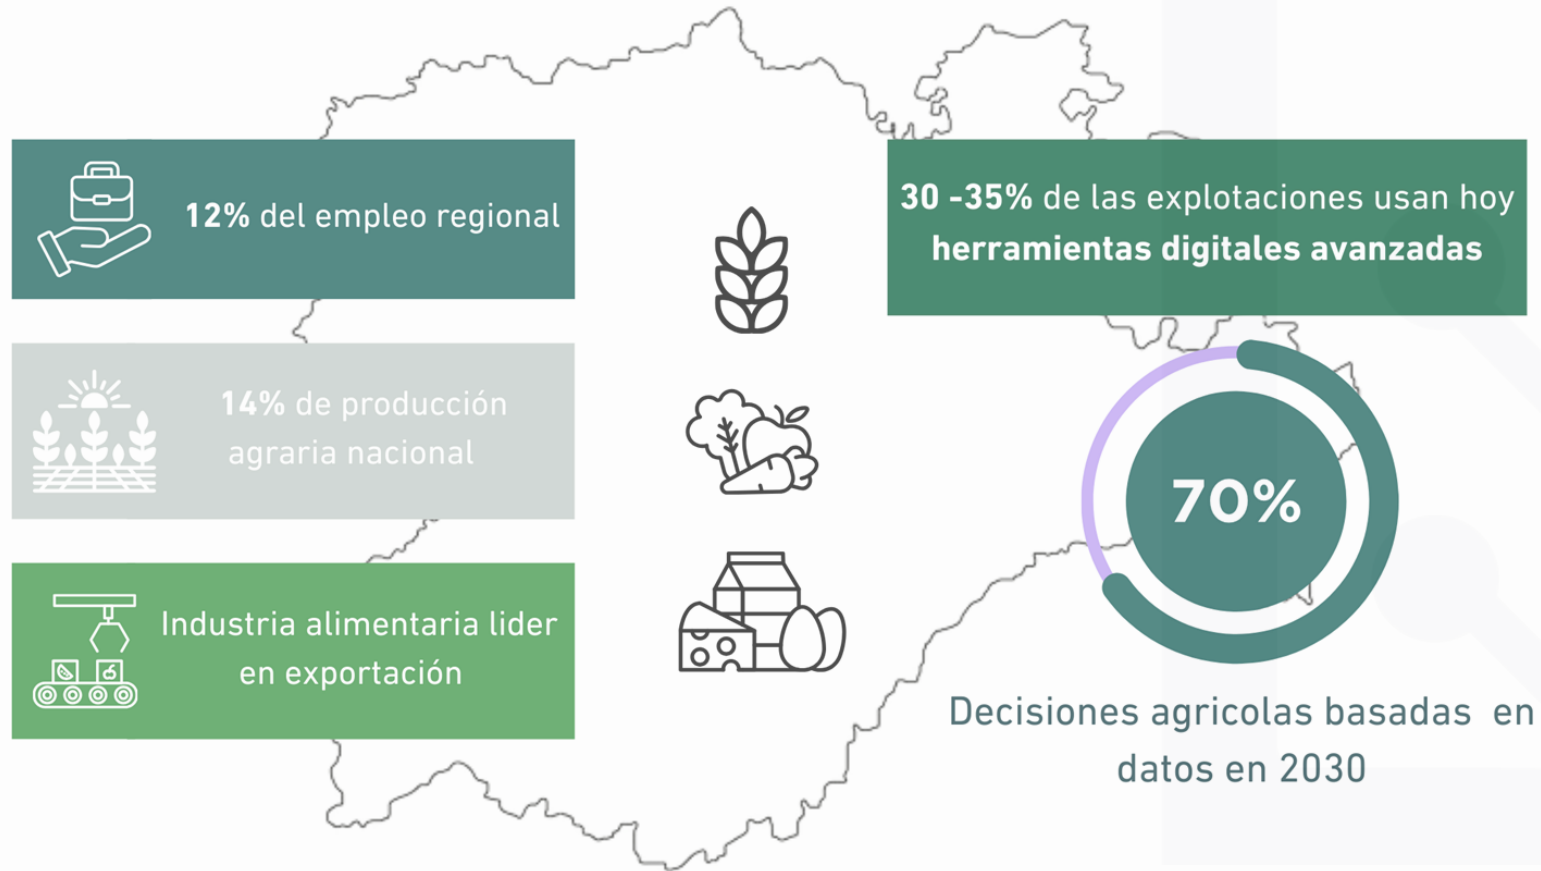 12% del empleo regional
14% de producción
agraria nacional
Industria alimentaria lider
en exportación
30 -35% de las explotaciones usan hoy
herramientas digitales avanzadas
70%
Decisiones agricolas basadas en
datos en 2030